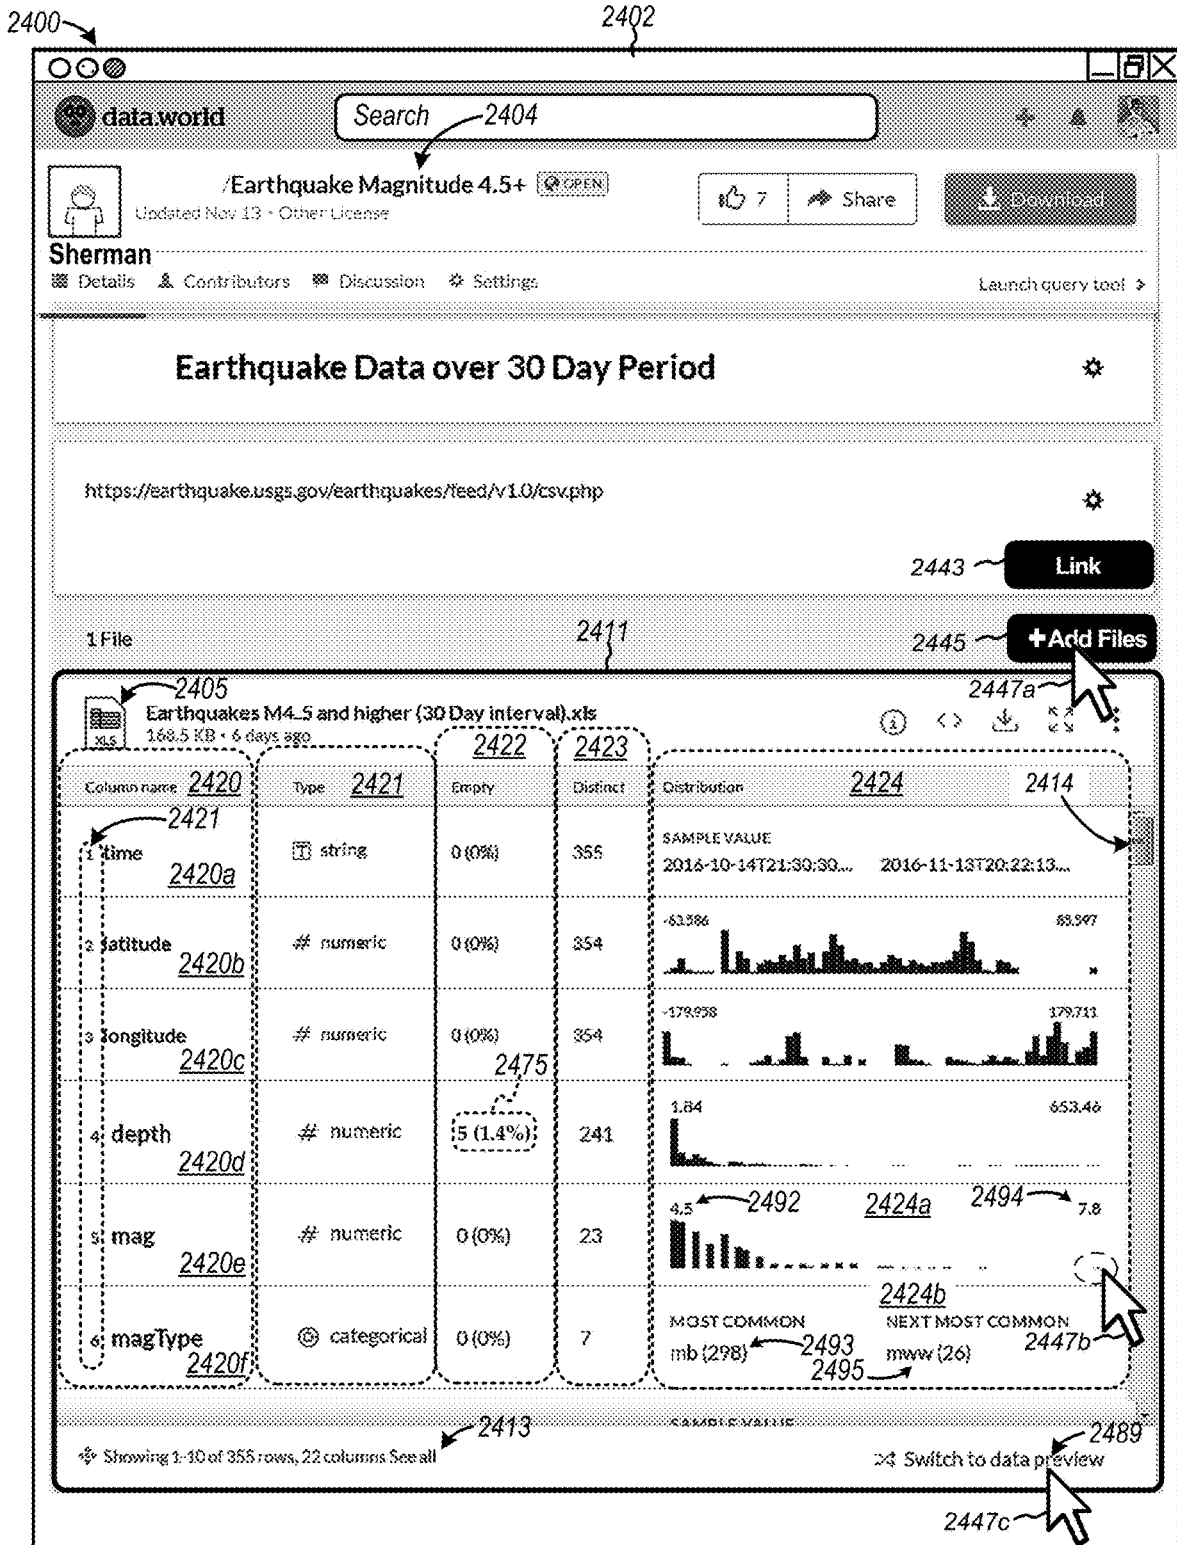 2400
2402
data.world
Search
2404
/Earthquake Magnitude 4.5+
OPEN
Updated Nov 13 • Other License
7
Share
Download
Sherman
Details
Contributors
Discussion
Settings
Launch query tool >
Earthquake Data over 30 Day Period
https://earthquake.usgs.gov/earthquakes/feed/v1.0/csv.php
2443
Link
1 File
2411
2445
+Add Files
2447a
2405
XLS
Earthquakes M4.5 and higher (30 Day interval).xls
168.5 KB • 6 days ago
2422
2423
Column name 2420
Type 2421
Empty
Distinct
Distribution
2424
2414
2421
1 time
2420a
T string
0 (0%)
355
SAMPLE VALUE
2016-10-14T21:30:30... 2016-11-13T20:22:13...
2 latitude
2420b
# numeric
0 (0%)
354
-63.586
85.597
3 longitude
2420c
# numeric
0 (0%)
354
-179.958
179.711
2475
4 depth
2420d
# numeric
5 (1.4%)
241
1.84
653.46
5 mag
2420e
# numeric
0 (0%)
23
4.5
2492
2424a
2494
7.8
2424b
6 magType
2420f
categorical
0 (0%)
7
MOST COMMON
NEXT MOST COMMON
mb (298)
2493
mww (26)
2495
2447b
SAMPLE VALUE
Showing 1-10 of 355 rows, 22 columns See all
2413
2489
Switch to data preview
2447c